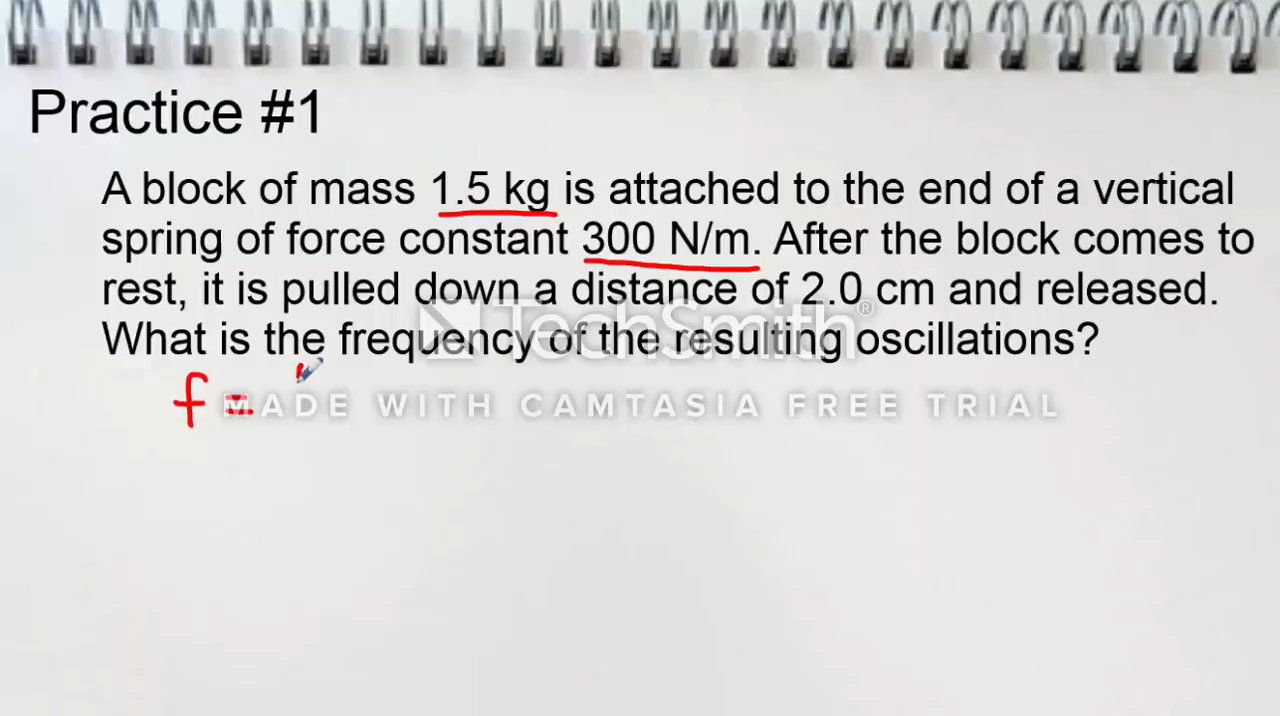 Practice #1
A block of mass 1.5 kg is attached to the end of a vertical
spring of force constant 300 N/m. After the block comes to
rest, it is pulled down a distance of 2.0 cm and released.
What is the frequency of the resulting oscillations?
TechSmith®
f =
MADE WITH CAMTASIA FREE TRIAL